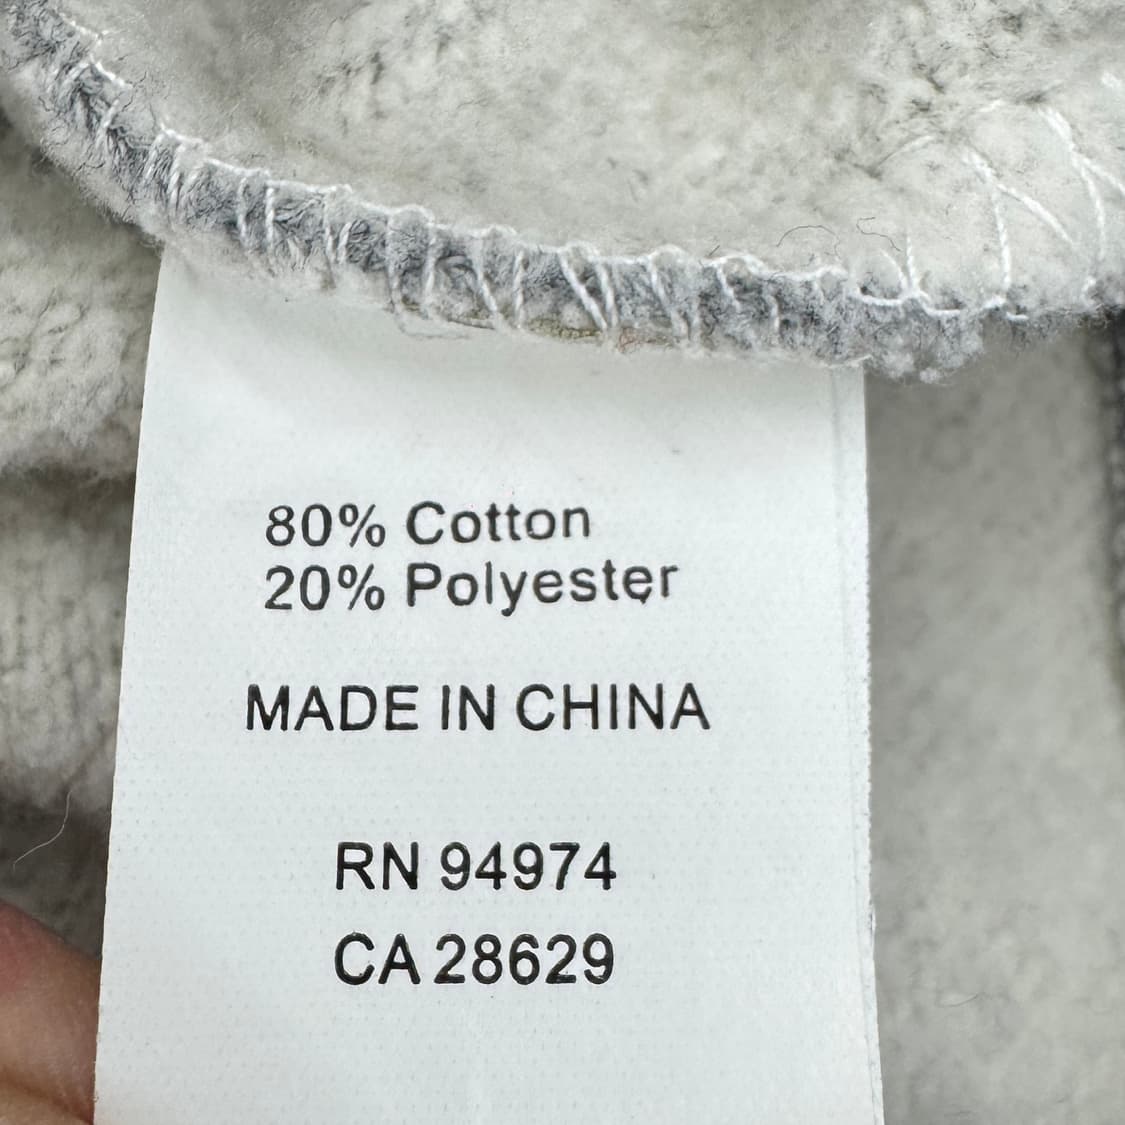 80% Cotton
20% Polyester
MADE IN CHINA
RN 94974
CA 28629